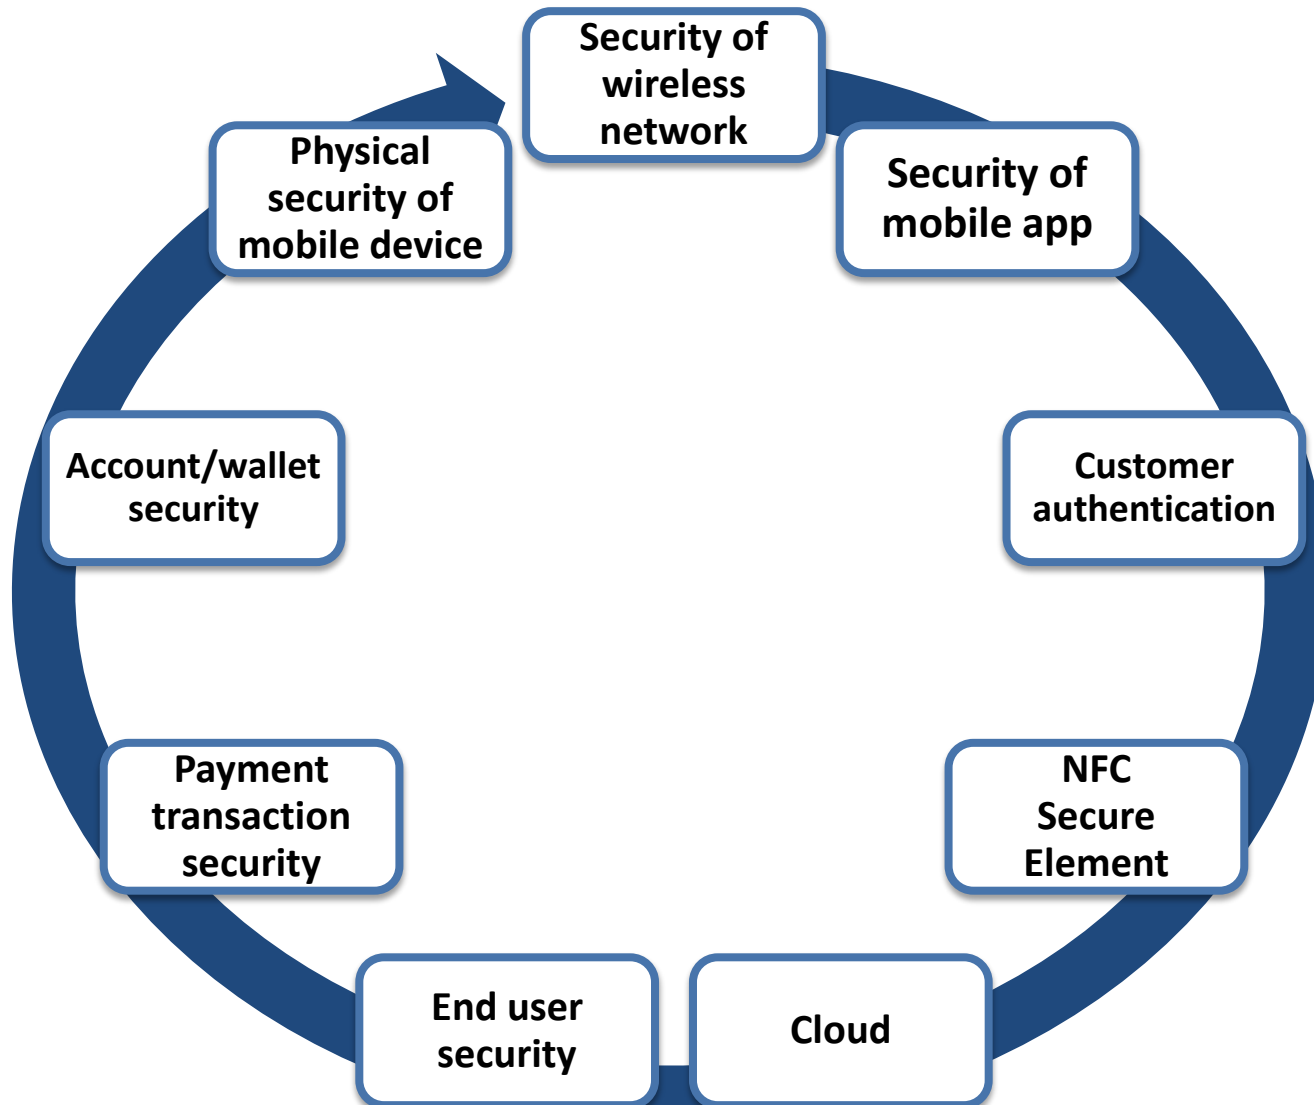 Security of
wireless
network
Security of
mobile app
Customer
authentication
NFC
Secure
Element
Cloud
End user
security
Payment
transaction
security
Account/wallet
security
Physical
security of
mobile device